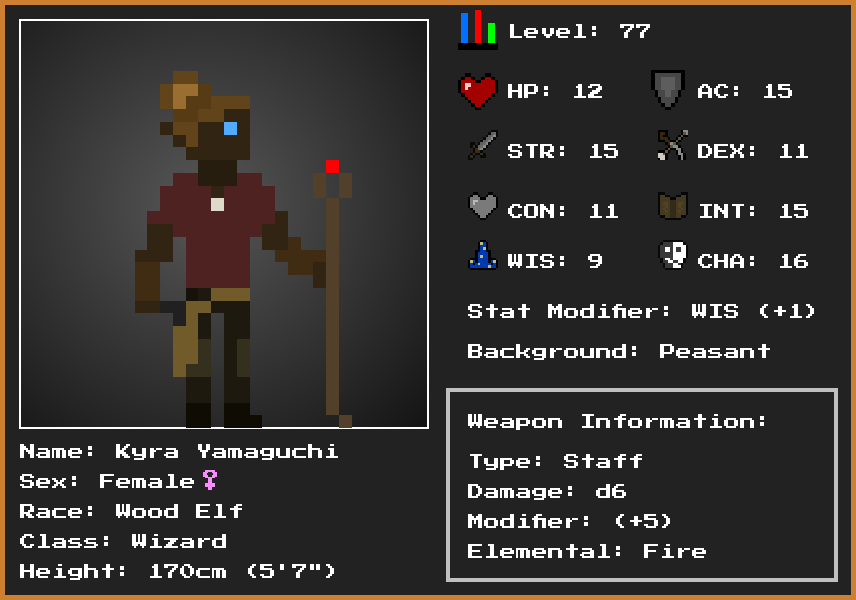 Level: 77
HP: 12
AC: 15
STR: 15
DEX: 11
CON: 11
INT: 15
WIS: 9
CHA: 16
Stat Modifier: WIS (+1)
Background: Peasant
Weapon Information:
Type: Staff
Damage: d6
Modifier: (+5)
Elemental: Fire
Name: Kyra Yamaguchi
Sex: Female♀
Race: Wood Elf
Class: Wizard
Height: 170cm (5'7")